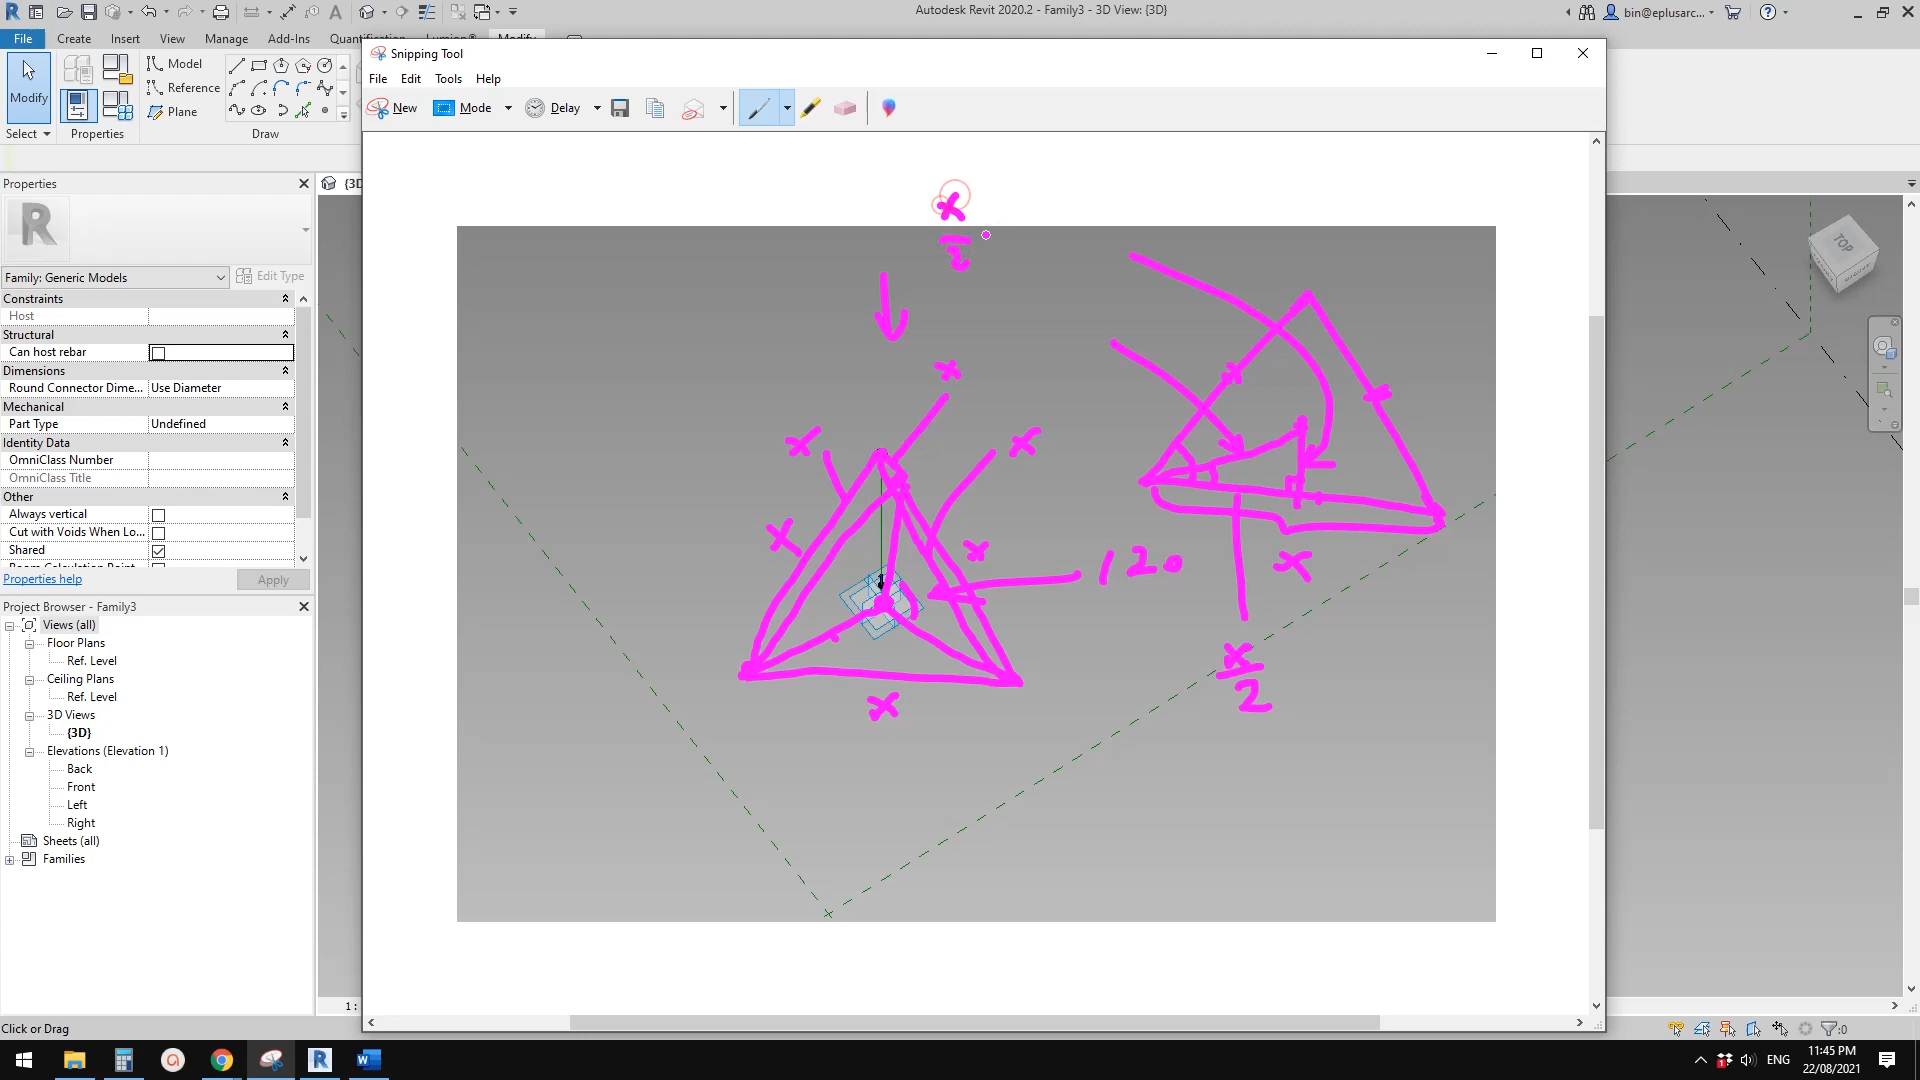 Autodesk Revit 2020.2 - Family3 - 3D View: {3D}
bin@eplusarc...
File Create Insert View Manage Add-Ins
Modify
Model
Reference
Plane
Select Properties Draw
Snipping Tool
File Edit Tools Help
New Mode Delay
Properties
{3D
R
Family: Generic Models
Edit Type
Constraints
Host
Structural
Can host rebar
Dimensions
Round Connector Dime... Use Diameter
Mechanical
Part Type Undefined
Identity Data
OmniClass Number
OmniClass Title
Other
Always vertical
Cut with Voids When Lo...
Shared
Properties help
Apply
Project Browser - Family3
Views (all)
Floor Plans
Ref. Level
Ceiling Plans
Ref. Level
3D Views
{3D}
Elevations (Elevation 1)
Back
Front
Left
Right
Sheets (all)
Families
x
2
x
x
x
x
x
x
120
x
x
2
TOP
1 :
Click or Drag
:0
ENG
11:45 PM
22/08/2021